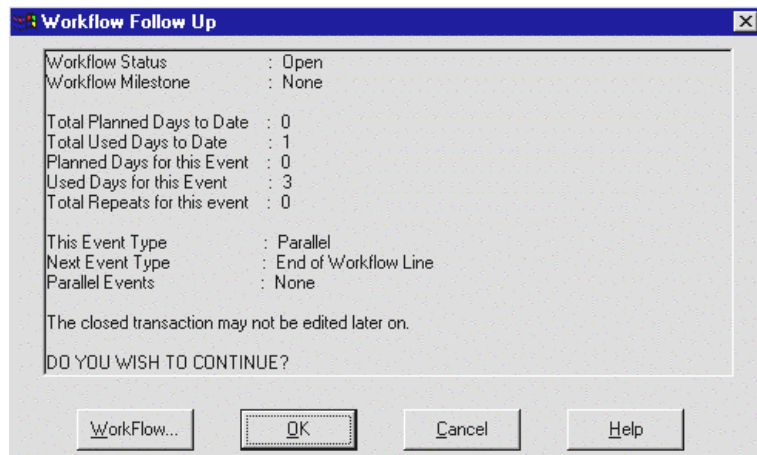 Workflow Follow Up
Workflow Status : Open
Workflow Milestone : None
Total Planned Days to Date : 0
Total Used Days to Date : 1
Planned Days for this Event : 0
Used Days for this Event : 3
Total Repeats for this event : 0
This Event Type : Parallel
Next Event Type : End of Workflow Line
Parallel Events : None
The closed transaction may not be edited later on.
DO YOU WISH TO CONTINUE?
WorkFlow... OK Cancel Help